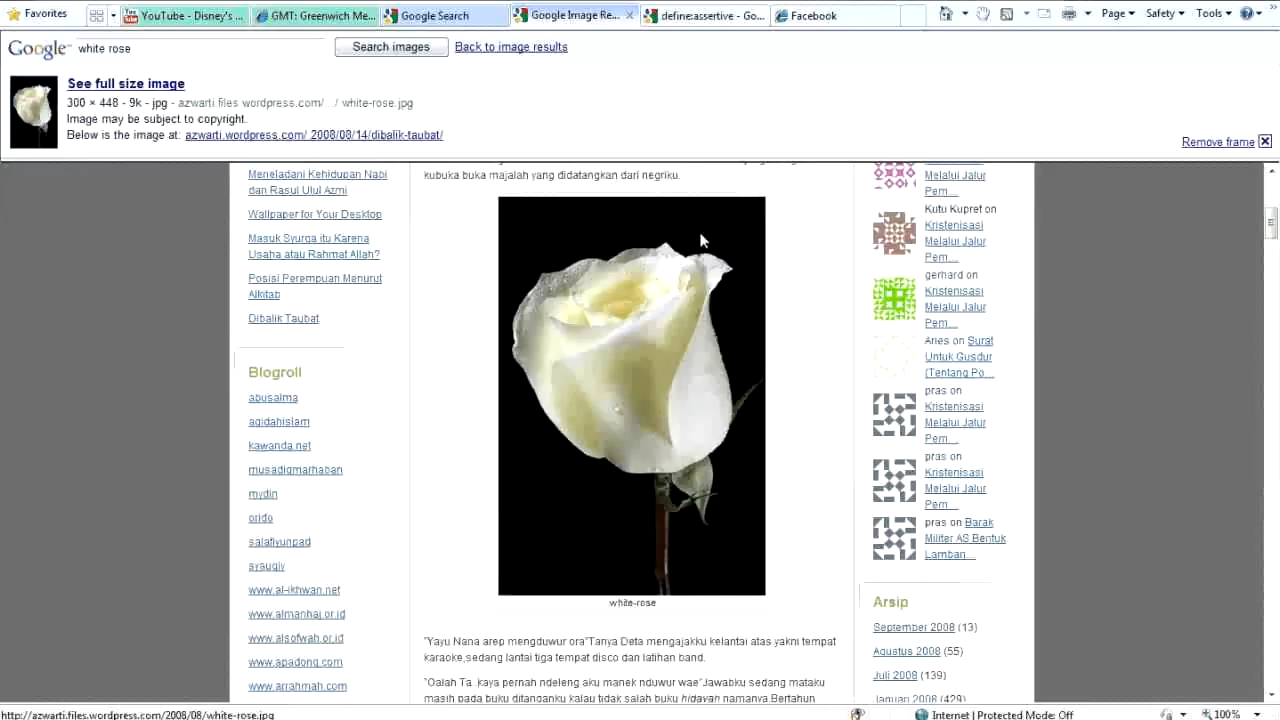 Favorites
YouTube - Disney's ...
GMT: Greenwich Me...
Google Search
Google Image Re...
define:assertive - Go...
Facebook
Page
Safety
Tools
Google
white rose
Search images
Back to image results
See full size image
300 × 448 - 9k - jpg - azwarti.files.wordpress.com/.../white-rose.jpg
Image may be subject to copyright.
Below is the image at: azwarti.wordpress.com/2008/08/14/dibalik-taubat/
Remove frame
Meneladani Kehidupan Nabi
dan Rasul Ulul Azmi
Wallpaper for Your Desktop
Masuk Syurga itu Karena
Usaha atau Rahmat Allah?
Posisi Perempuan Menurut
Alkitab
Dibalik Taubat
Blogroll
abusalma
aqidahislam
kawanda.net
musadiqmarhaban
mydin
orido
salafiyunpad
syauqiy
www.al-ikhwan.net
www.almanhaj.or.id
www.alsofwah.or.id
www.apadong.com
www.arrahmah.com
kubuka buka majalah yang didatangkan dari negriku.
white-rose
"Yayu Nana arep mengduwur ora"Tanya Deta mengajakku kelantai atas yakni tempat
karaoke,sedang lantai tiga tempat disco dan latihan band.
"Oalah Ta kaya pernah ndeleng aku manek nduwur wae"Jawabku sedang mataku
masih pada buku ditanganku kalau tidak salah buku hidayah namanya.Bertahun
Melalui Jalur
Pem...
Kutu Kupret on
Kristenisasi
Melalui Jalur
Pem...
gerhard on
Kristenisasi
Melalui Jalur
Pem...
Aries on Surat
Untuk Gusdur
(Tentang Po...
pras on
Kristenisasi
Melalui Jalur
Pem...
pras on
Kristenisasi
Melalui Jalur
Pem...
pras on Barak
Militer AS Bentuk
Lamban...
Arsip
September 2008 (13)
Agustus 2008 (55)
Juli 2008 (139)
Januari 2008 (429)
http://azwarti.files.wordpress.com/2008/08/white-rose.jpg
Internet | Protected Mode: Off
100%